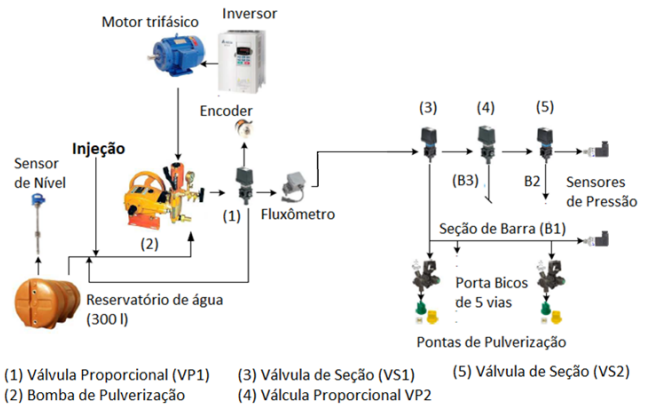 Motor trifásico
Inversor
Encoder
Injeção
Sensor
de Nível
(1)
Fluxômetro
(2)
Reservatório de água
(300 l)
(3)
(4)
(5)
(B3)
B2
Sensores
de Pressão
Seção de Barra (B1)
Porta Bicos
de 5 vias
Pontas de Pulverização
(1) Válvula Proporcional (VP1)
(2) Bomba de Pulverização
(3) Válvula de Seção (VS1)
(4) Válcula Proporcional VP2
(5) Válvula de Seção (VS2)